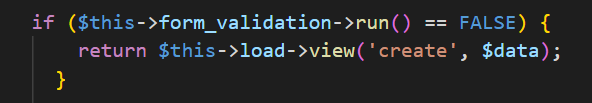 if ($this->form_validation->run() == FALSE) {
return $this->load->view('create', $data);
}